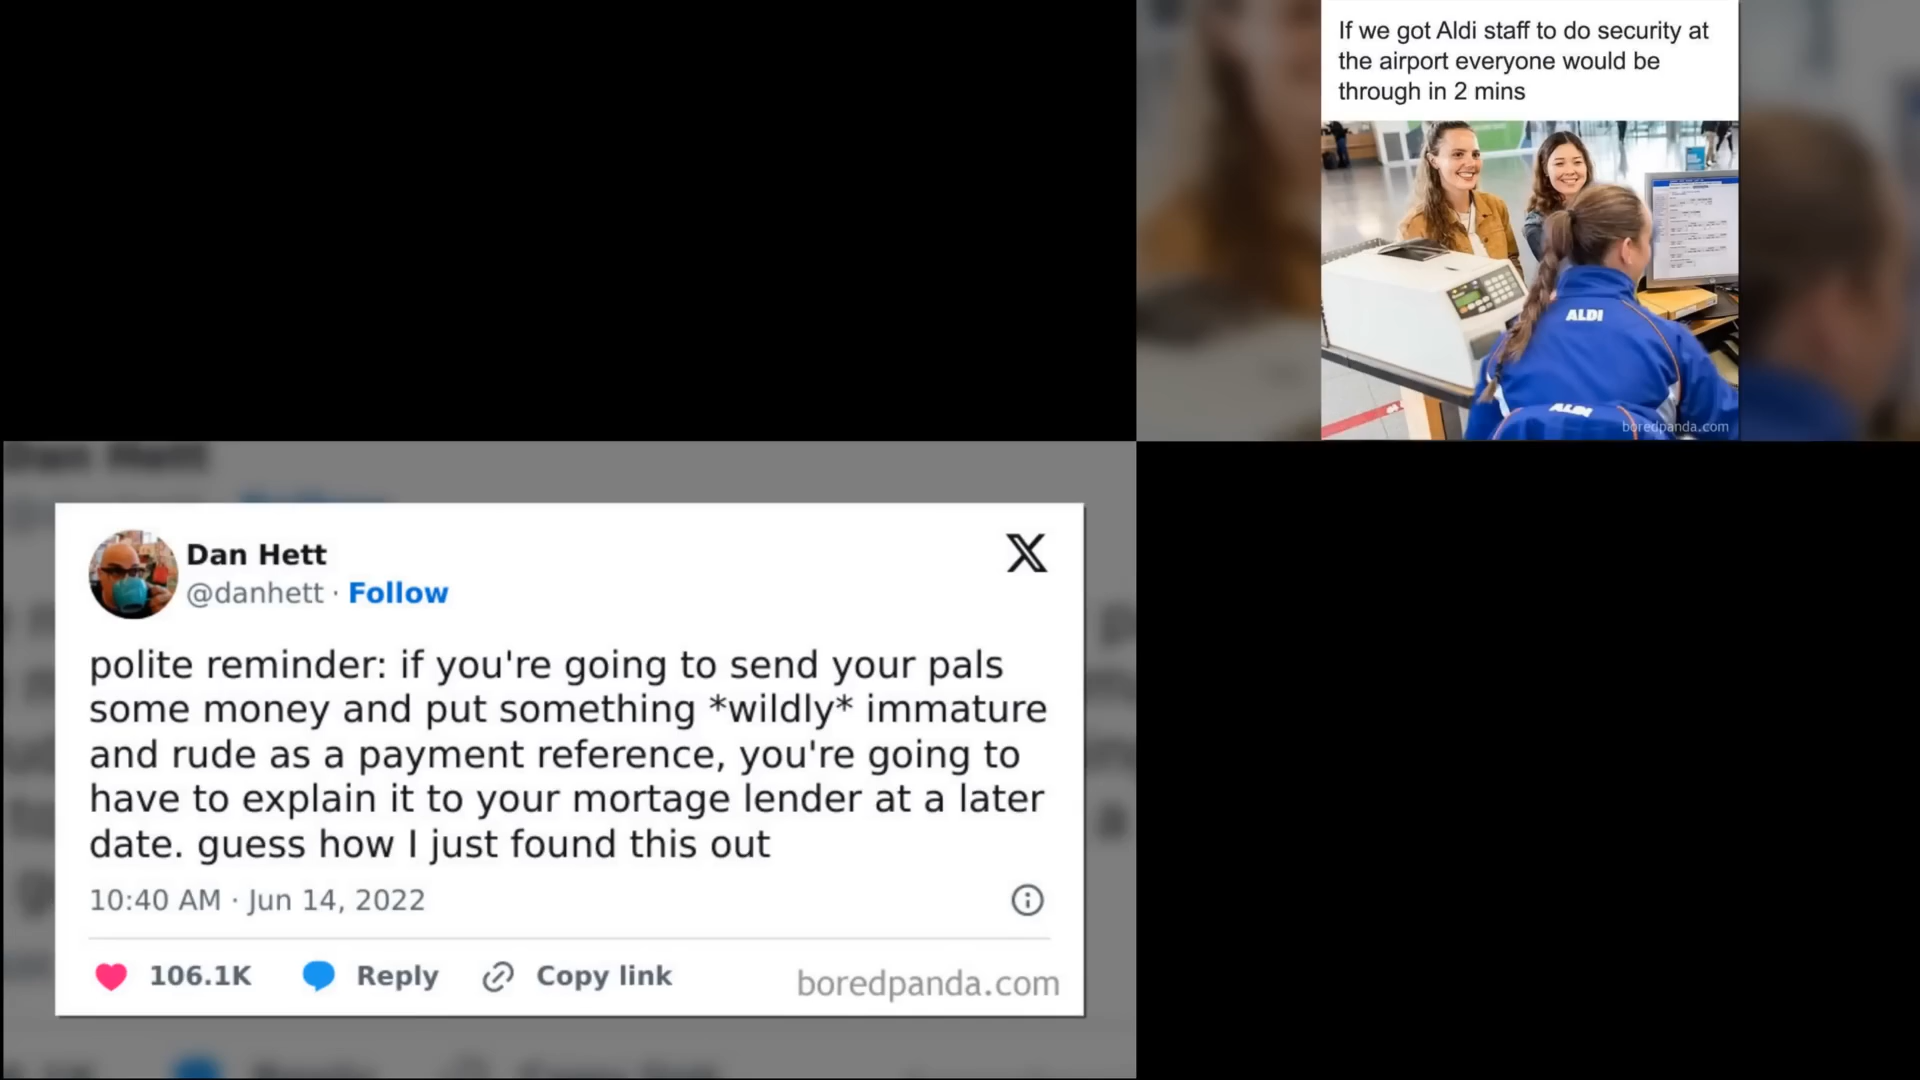 If we got Aldi staff to do security at
the airport everyone would be
through in 2 mins
ALDI
ALDI
boredpanda.com
Dan Hett
@danhett · Follow
polite reminder: if you're going to send your pals
some money and put something *wildly* immature
and rude as a payment reference, you're going to
have to explain it to your mortage lender at a later
date. guess how I just found this out
10:40 AM · Jun 14, 2022
106.1K Reply Copy link
boredpanda.com